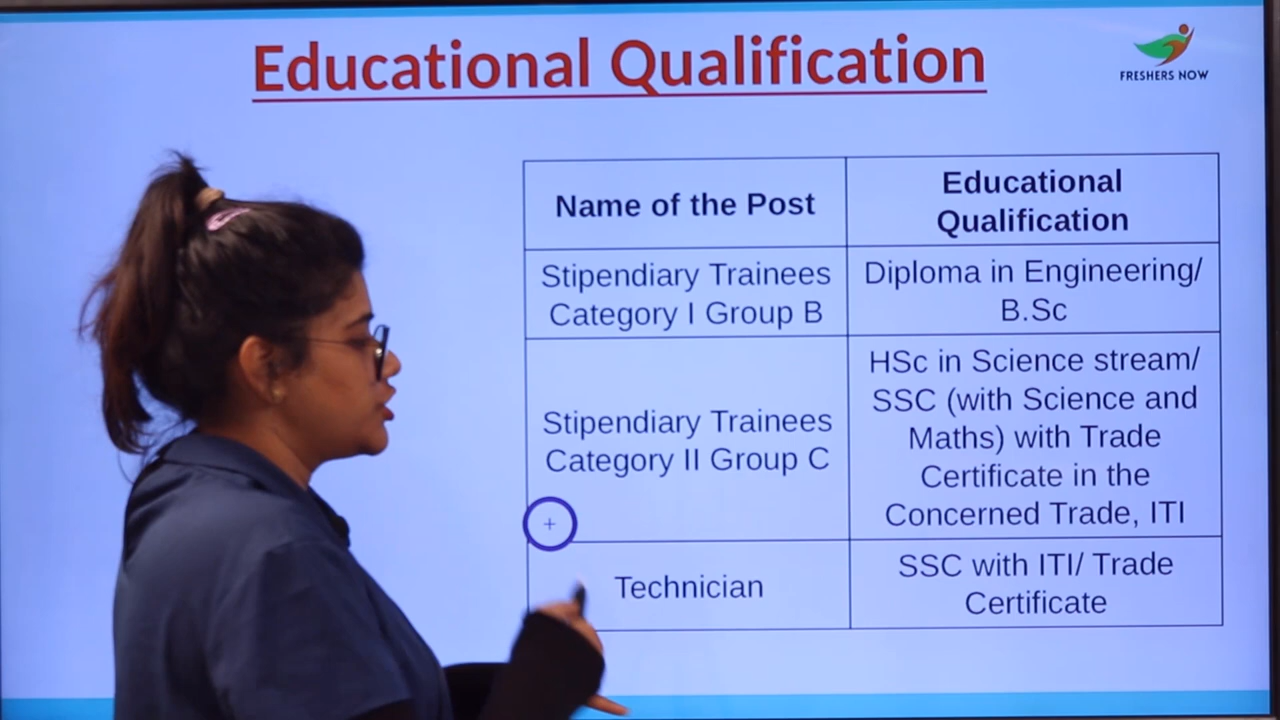 Educational Qualification
FRESHERS NOW
Name of the Post
Educational
Qualification
Stipendiary Trainees
Category I Group B
Diploma in Engineering/
B.Sc
Stipendiary Trainees
Category II Group C
HSc in Science stream/
SSC (with Science and
Maths) with Trade
Certificate in the
Concerned Trade, ITI
Technician
SSC with ITI/ Trade
Certificate